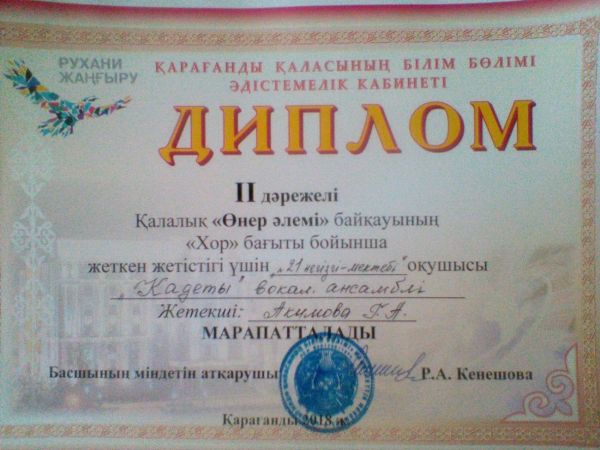 РУХАНИ
ЖАҢҒЫРУ
ҚАРАҒАНДЫ ҚАЛАСЫНЫҢ БІЛІМ БӨЛІМІ
ӘДІСТЕМЕЛІК КАБИНЕТІ
ДИПЛОМ
II дәрежелі
Қалалық «Өнер әлемі» байқауының
«Хор» бағыты бойынша
жеткен жетістігі үшін „21 негізгі-мектебі" оқушысы
„Кадеты" вокал. ансамблі
Жетекші: Акимова Г.А.
МАРАПАТТАЛАДЫ
Басшының міндетін атқарушы Р.А. Кенешова
Қарағанды 2018 ж.